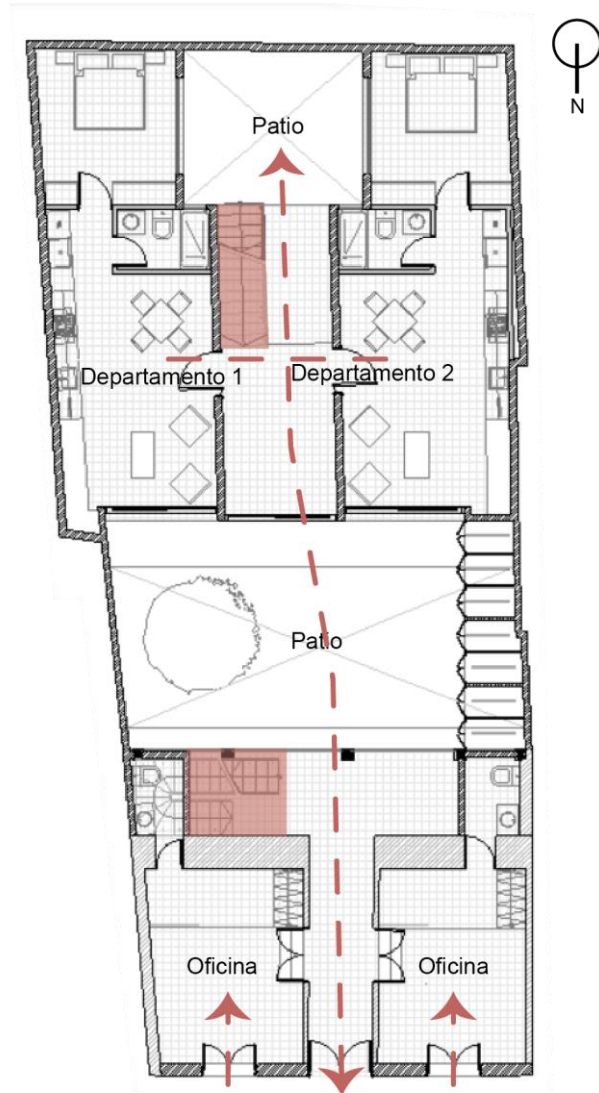 N
Patio
Departamento 1
Departamento 2
Patio
Oficina
Oficina